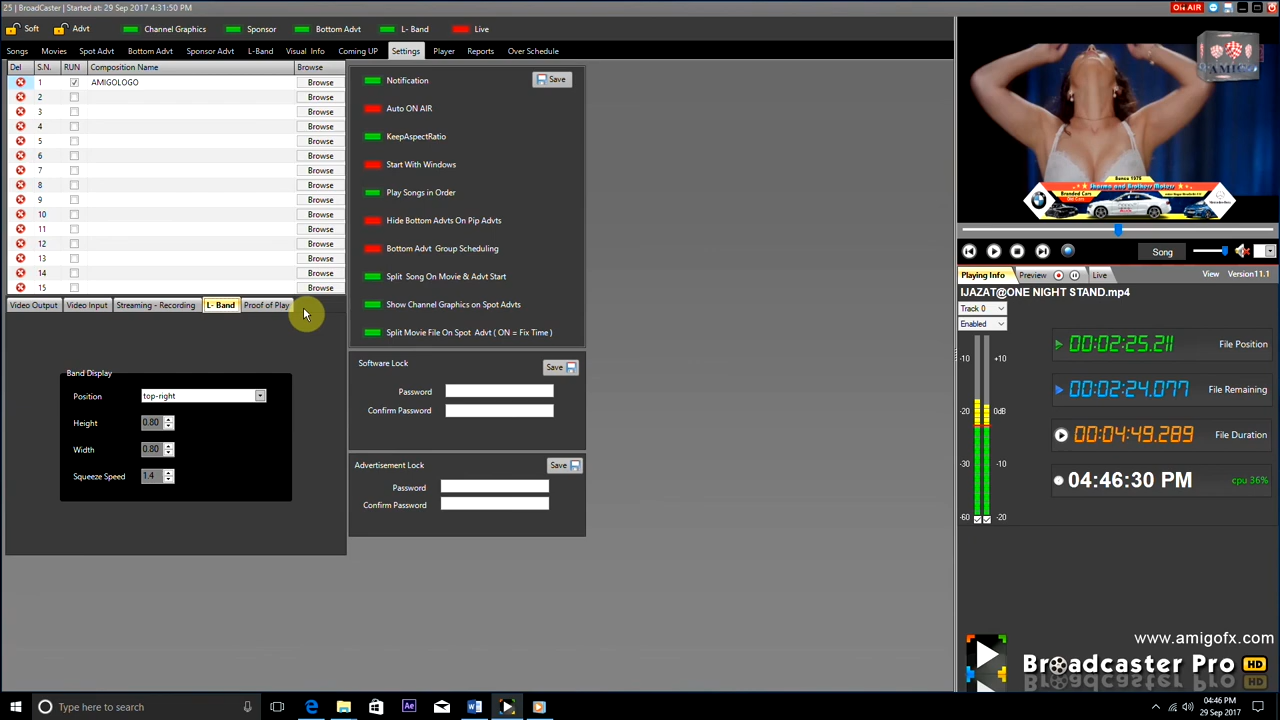 25 | BroadCaster | Started at: 29 Sep 2017 4:31:50 PM
ON AIR
Soft Advt Channel Graphics Sponsor Bottom Advt L- Band Live
Songs Movies Spot Advt Bottom Advt Sponsor Advt L-Band Visual Info Coming UP Settings Player Reports Over Schedule
Del S.N. RUN Composition Name Browse
1 AMIGOLOGO Browse
2 Browse
3 Browse
4 Browse
5 Browse
6 Browse
7 Browse
8 Browse
9 Browse
10 Browse
11 Browse
12 Browse
13 Browse
14 Browse
15 Browse
Video Output Video Input Streaming - Recording L- Band Proof of Play
Band Display
Position top-right
Height 0.80
Width 0.80
Squeeze Speed 1.4
Notification Save
Auto ON AIR
KeepAspectRatio
Start With Windows
Play Songs in Order
Hide Bottom Advts On Pip Advts
Bottom Advt Group Scheduling
Split Song On Movie & Advt Start
Show Channel Graphics on Spot Advts
Split Movie File On Spot Advt ( ON = Fix Time )
Software Lock Save
Password
Confirm Password
Advertisement Lock Save
Password
Confirm Password
AMIGO
Since 1975
Sharma and Brothers Motors
Branded Cars
Song
Playing Info Preview Live View Version11.1
IJAZAT@ONE NIGHT STAND.mp4
Track 0
Enabled
-10 +10
-20 0dB
-30 -10
-60 -20
00:02:25.211 File Position
00:02:24.077 File Remaining
00:04:49.289 File Duration
04:46:30 PM cpu 36%
www.amigofx.com
Broadcaster Pro HD
Type here to search
Ae
04:46 PM
29 Sep 2017